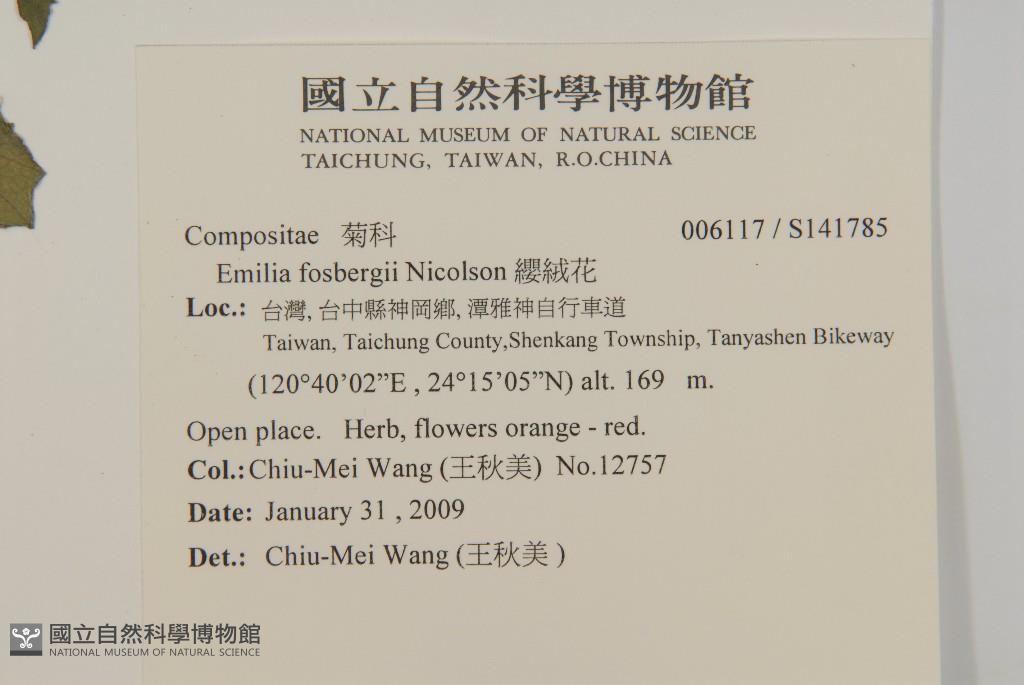 國立自然科學博物館
NATIONAL MUSEUM OF NATURAL SCIENCE
TAICHUNG, TAIWAN, R.O.CHINA
Compositae 菊科 006117 / S141785
Emilia fosbergii Nicolson 纓絨花
Loc.: 台灣, 台中縣神岡鄉, 潭雅神自行車道
Taiwan, Taichung County,Shenkang Township, Tanyashen Bikeway
(120°40’02”E , 24°15’05”N) alt. 169 m.
Open place. Herb, flowers orange - red.
Col.: Chiu-Mei Wang (王秋美) No.12757
Date: January 31 , 2009
Det.: Chiu-Mei Wang (王秋美 )
國立自然科學博物館
NATIONAL MUSEUM OF NATURAL SCIENCE